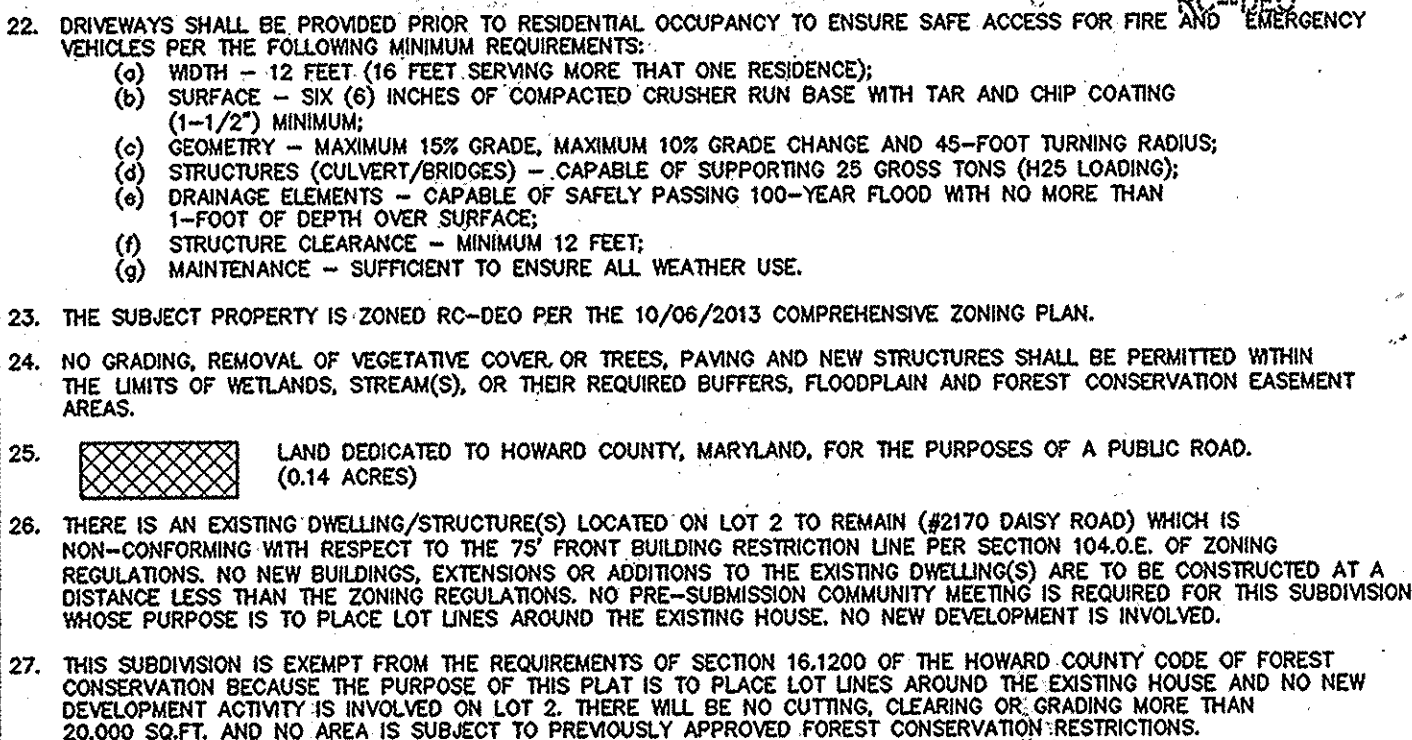 RC-DEO
22. DRIVEWAYS SHALL BE PROVIDED PRIOR TO RESIDENTIAL OCCUPANCY TO ENSURE SAFE ACCESS FOR FIRE AND EMERGENCY
VEHICLES PER THE FOLLOWING MINIMUM REQUIREMENTS:
(a) WIDTH - 12 FEET (16 FEET SERVING MORE THAT ONE RESIDENCE);
(b) SURFACE - SIX (6) INCHES OF COMPACTED CRUSHER RUN BASE WITH TAR AND CHIP COATING
(1-1/2") MINIMUM;
(c) GEOMETRY - MAXIMUM 15% GRADE, MAXIMUM 10% GRADE CHANGE AND 45-FOOT TURNING RADIUS;
(d) STRUCTURES (CULVERT/BRIDGES) - CAPABLE OF SUPPORTING 25 GROSS TONS (H25 LOADING);
(e) DRAINAGE ELEMENTS - CAPABLE OF SAFELY PASSING 100-YEAR FLOOD WITH NO MORE THAN
1-FOOT OF DEPTH OVER SURFACE;
(f) STRUCTURE CLEARANCE - MINIMUM 12 FEET;
(g) MAINTENANCE - SUFFICIENT TO ENSURE ALL WEATHER USE.
23. THE SUBJECT PROPERTY IS ZONED RC-DEO PER THE 10/06/2013 COMPREHENSIVE ZONING PLAN.
24. NO GRADING, REMOVAL OF VEGETATIVE COVER OR TREES, PAVING AND NEW STRUCTURES SHALL BE PERMITTED WITHIN
THE LIMITS OF WETLANDS, STREAM(S), OR THEIR REQUIRED BUFFERS, FLOODPLAIN AND FOREST CONSERVATION EASEMENT
AREAS.
25. LAND DEDICATED TO HOWARD COUNTY, MARYLAND, FOR THE PURPOSES OF A PUBLIC ROAD.
(0.14 ACRES)
26. THERE IS AN EXISTING DWELLING/STRUCTURE(S) LOCATED ON LOT 2 TO REMAIN (#2170 DAISY ROAD) WHICH IS
NON-CONFORMING WITH RESPECT TO THE 75' FRONT BUILDING RESTRICTION LINE PER SECTION 104.0.E. OF ZONING
REGULATIONS. NO NEW BUILDINGS, EXTENSIONS OR ADDITIONS TO THE EXISTING DWELLING(S) ARE TO BE CONSTRUCTED AT A
DISTANCE LESS THAN THE ZONING REGULATIONS. NO PRE-SUBMISSION COMMUNITY MEETING IS REQUIRED FOR THIS SUBDIVISION
WHOSE PURPOSE IS TO PLACE LOT LINES AROUND THE EXISTING HOUSE. NO NEW DEVELOPMENT IS INVOLVED.
27. THIS SUBDIVISION IS EXEMPT FROM THE REQUIREMENTS OF SECTION 16.1200 OF THE HOWARD COUNTY CODE OF FOREST
CONSERVATION BECAUSE THE PURPOSE OF THIS PLAT IS TO PLACE LOT LINES AROUND THE EXISTING HOUSE AND NO NEW
DEVELOPMENT ACTIVITY IS INVOLVED ON LOT 2. THERE WILL BE NO CUTTING, CLEARING OR GRADING MORE THAN
20,000 SQ.FT. AND NO AREA IS SUBJECT TO PREVIOUSLY APPROVED FOREST CONSERVATION RESTRICTIONS.